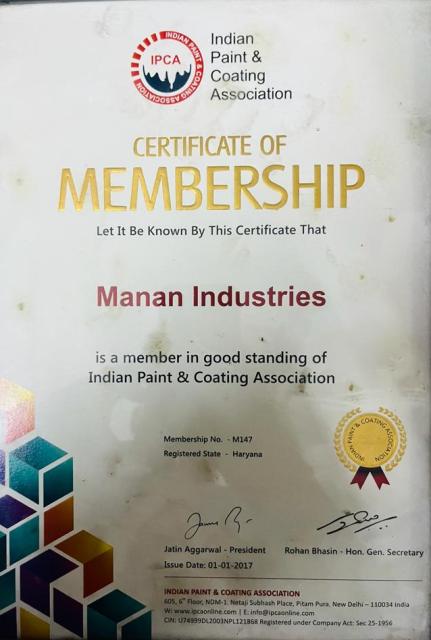 IPCA
INDIAN PAINT & COATING ASSOCIATION
Indian
Paint &
Coating
Association
CERTIFICATE OF
MEMBERSHIP
Let It Be Known By This Certificate That
Manan Industries
is a member in good standing of
Indian Paint & Coating Association
Membership No. - M147
Registered State - Haryana
INDIAN PAINT & COATING ASSOCIATION
Jatin Aggarwal - President Rohan Bhasin - Hon. Gen. Secretary
Issue Date: 01-01-2017
INDIAN PAINT & COATING ASSOCIATION
605, 6th Floor, NDM-1. Netaji Subhash Place, Pitam Pura, New Delhi – 110034 India
W: www.ipcaonline.com | E: info@ipcaonline.com
CIN: U74999DL2003NPL121868 Registered under Company Act: Sec 25-1956